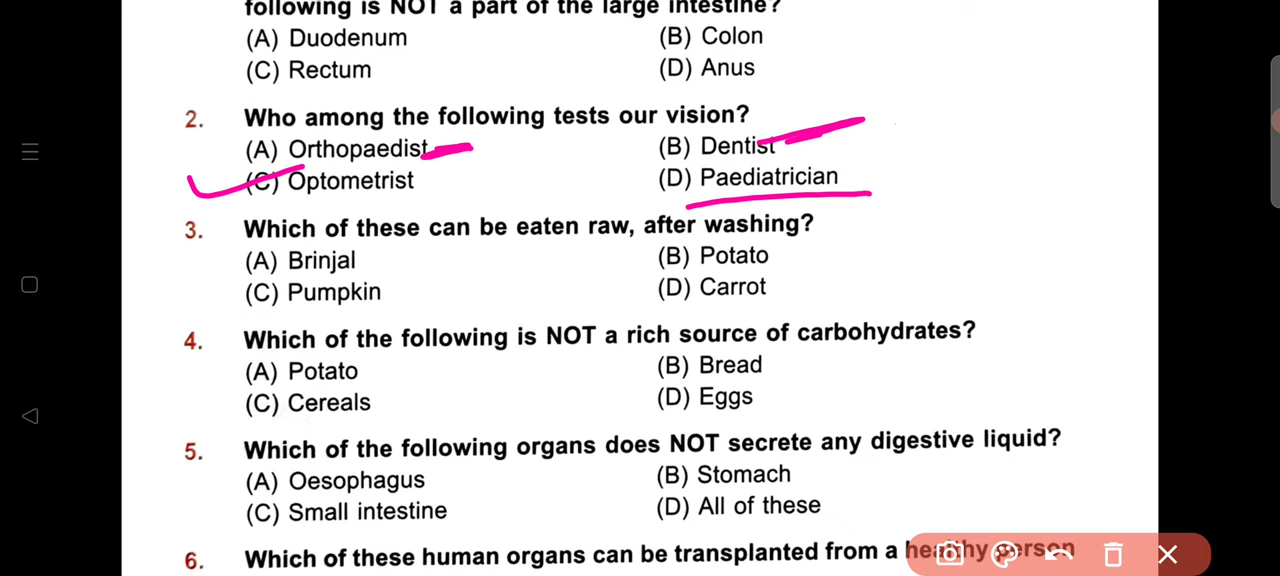 following is NOT a part of the large intestine?
(A) Duodenum (B) Colon
(C) Rectum (D) Anus
2. Who among the following tests our vision?
(A) Orthopaedist (B) Dentist
(C) Optometrist (D) Paediatrician
3. Which of these can be eaten raw, after washing?
(A) Brinjal (B) Potato
(C) Pumpkin (D) Carrot
4. Which of the following is NOT a rich source of carbohydrates?
(A) Potato (B) Bread
(C) Cereals (D) Eggs
5. Which of the following organs does NOT secrete any digestive liquid?
(A) Oesophagus (B) Stomach
(C) Small intestine (D) All of these
6. Which of these human organs can be transplanted from a healthy person